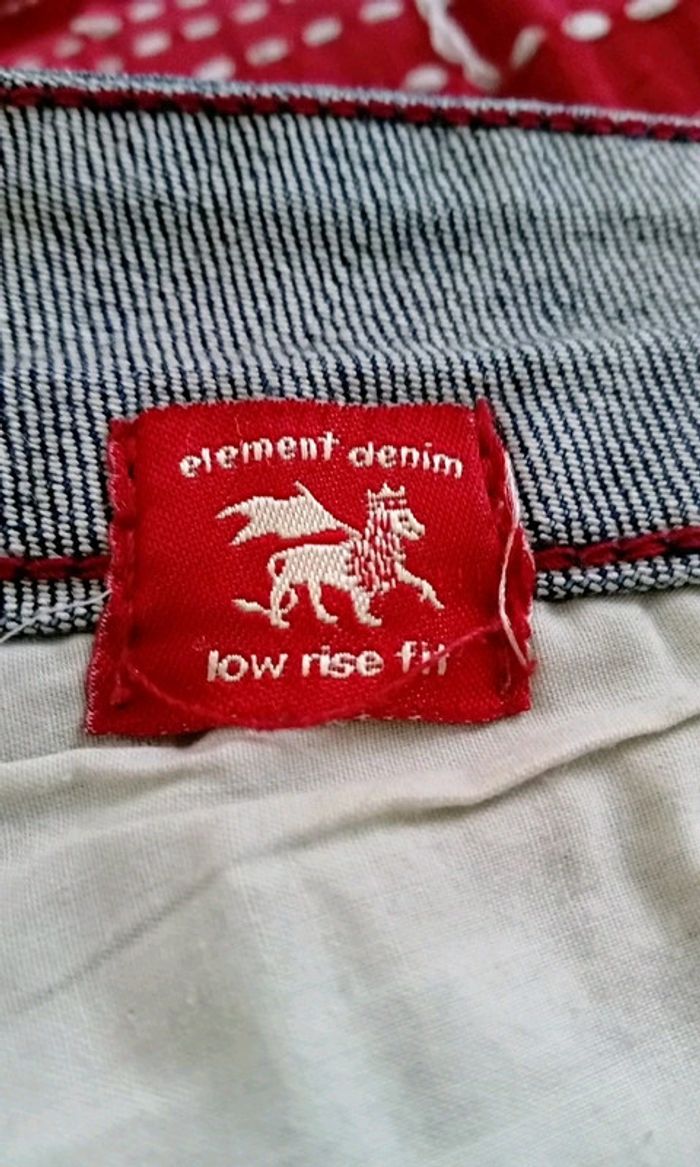 element denim
low rise fit